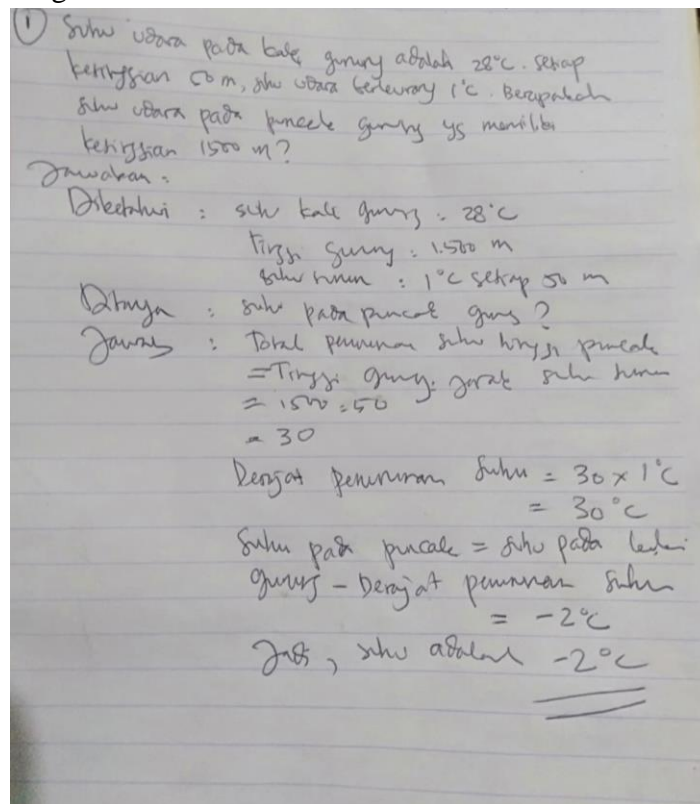 ① Suhu udara pada kaki gunung adalah 28°C. setiap
ketinggian 50 m, suhu udara berkurang 1°C. Berapakah
suhu udara pada puncak gunung yg memiliki
ketinggian 1500 m?
Jawaban :
Diketahui : suhu kaki gunung : 28°C
tinggi gunung : 1.500 m
suhu turun : 1°C setiap 50 m
Ditanya : suhu pada puncak gunung?
Jawab : Total penurunan suhu hingga puncak
= Tinggi gunung : jarak suhu turun
= 1500 : 50
= 30
Derajat penurunan suhu = 30 x 1°C
= 30°C
Suhu pada puncak = suhu pada
gunung - Derajat penurunan suhu
= -2°C
Jadi, suhu adalah -2°C